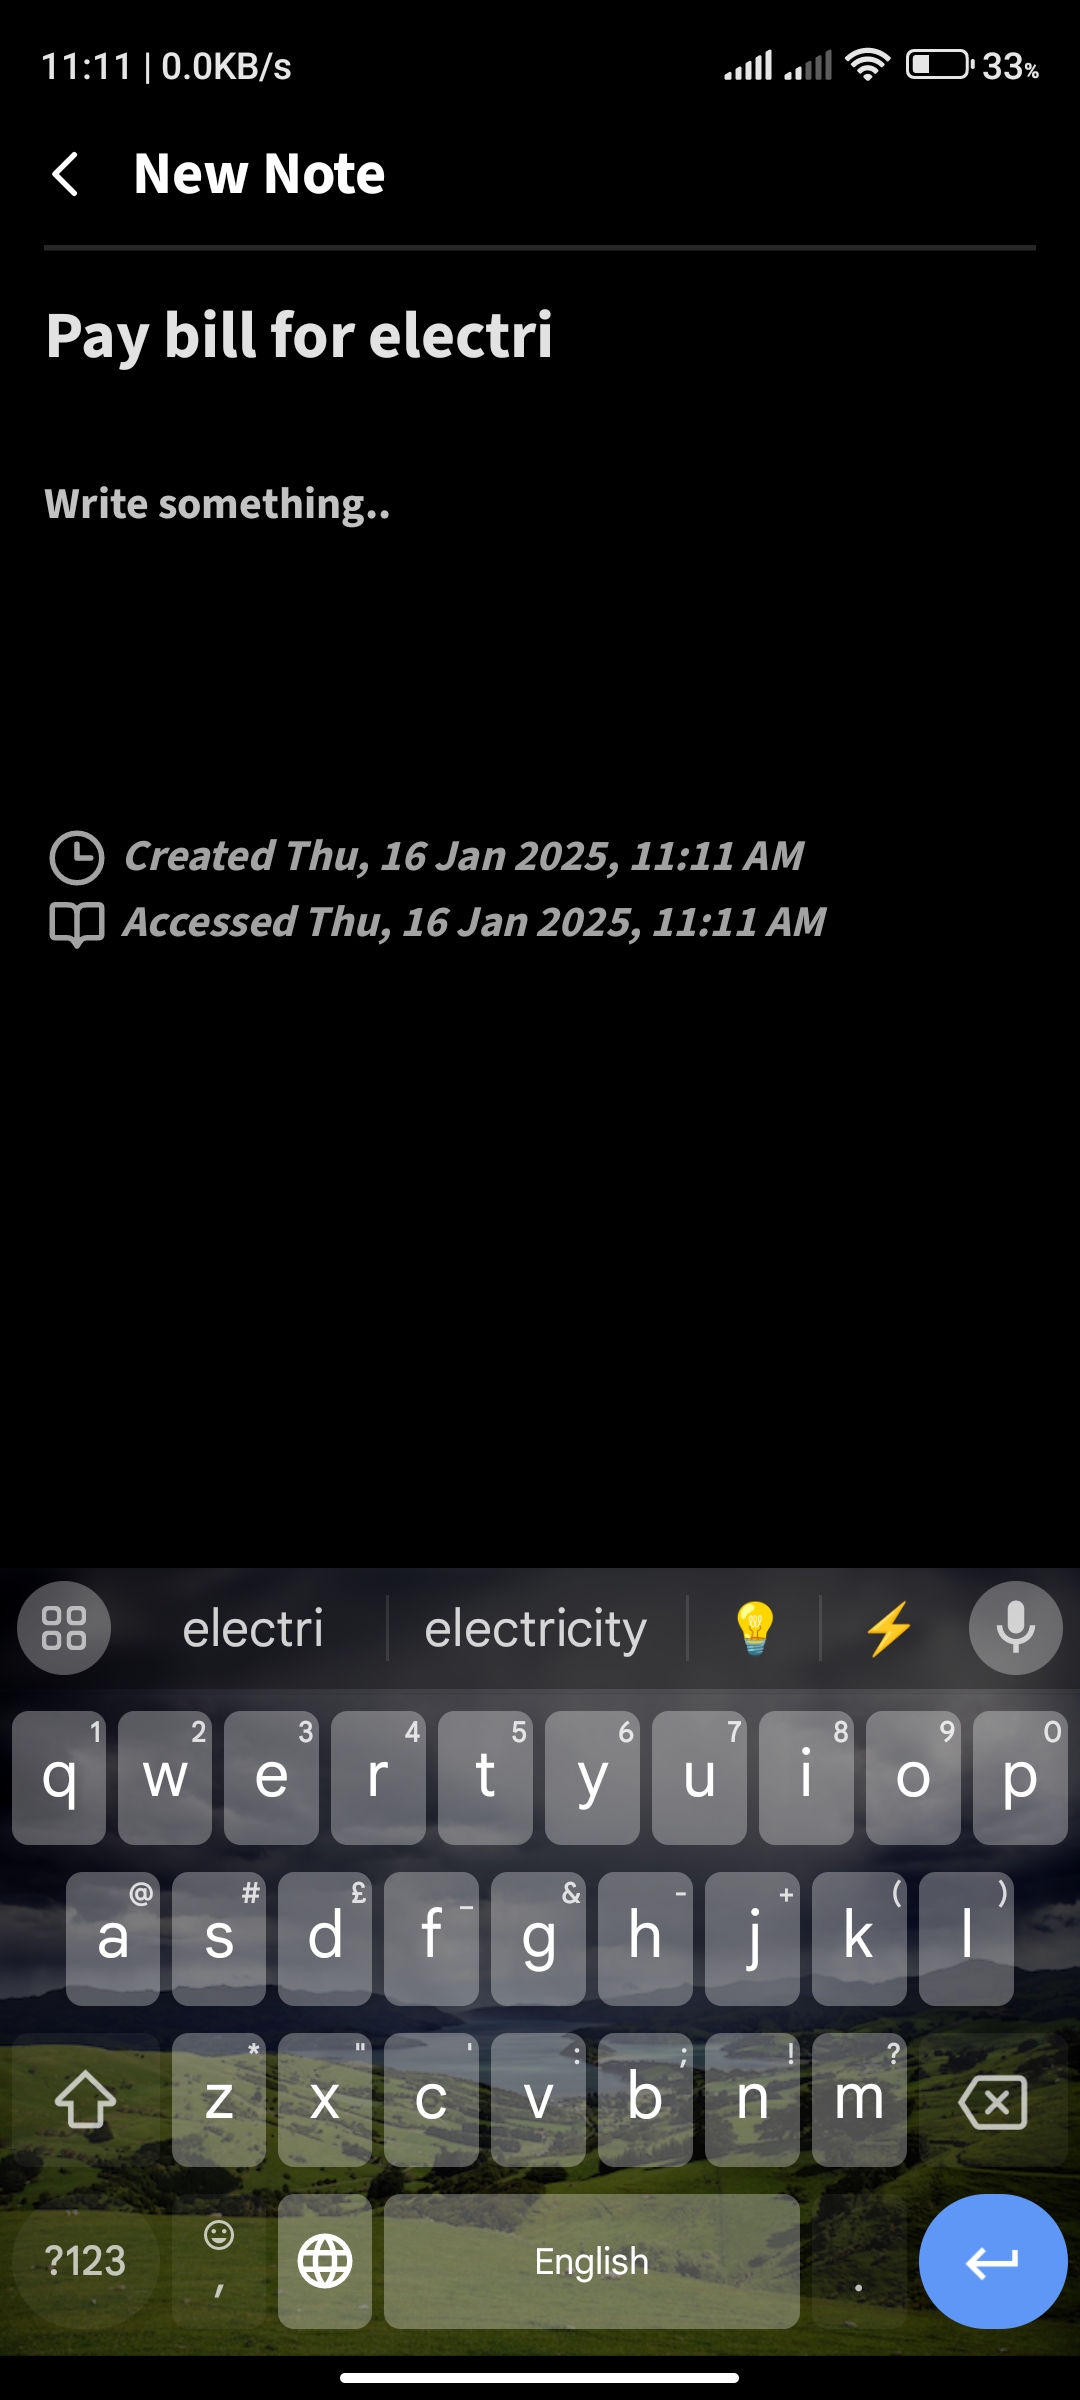 11:11 | 0.0KB/s 33%
New Note
Pay bill for electri
Write something..
Created Thu, 16 Jan 2025, 11:11 AM
Accessed Thu, 16 Jan 2025, 11:11 AM
electri electricity 💡 ⚡
q 1 w 2 e 3 r 4 t 5 y 6 u 7 i 8 o 9 p 0
a @ s # d £ f _ g & h - j + k ( l )
z * x " c ' v : b ; n ! m ?
?123 , English .